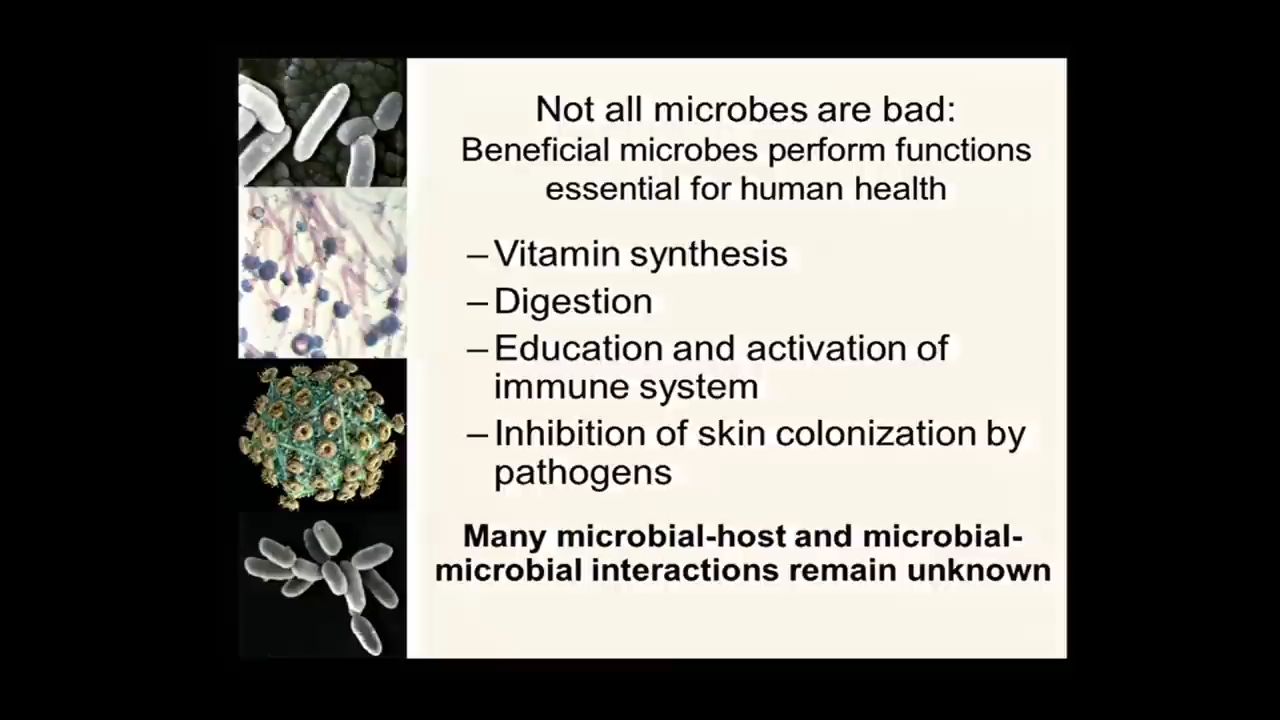 Not all microbes are bad:
Beneficial microbes perform functions
essential for human health
–Vitamin synthesis
–Digestion
–Education and activation of
immune system
–Inhibition of skin colonization by
pathogens
Many microbial-host and microbial-
microbial interactions remain unknown